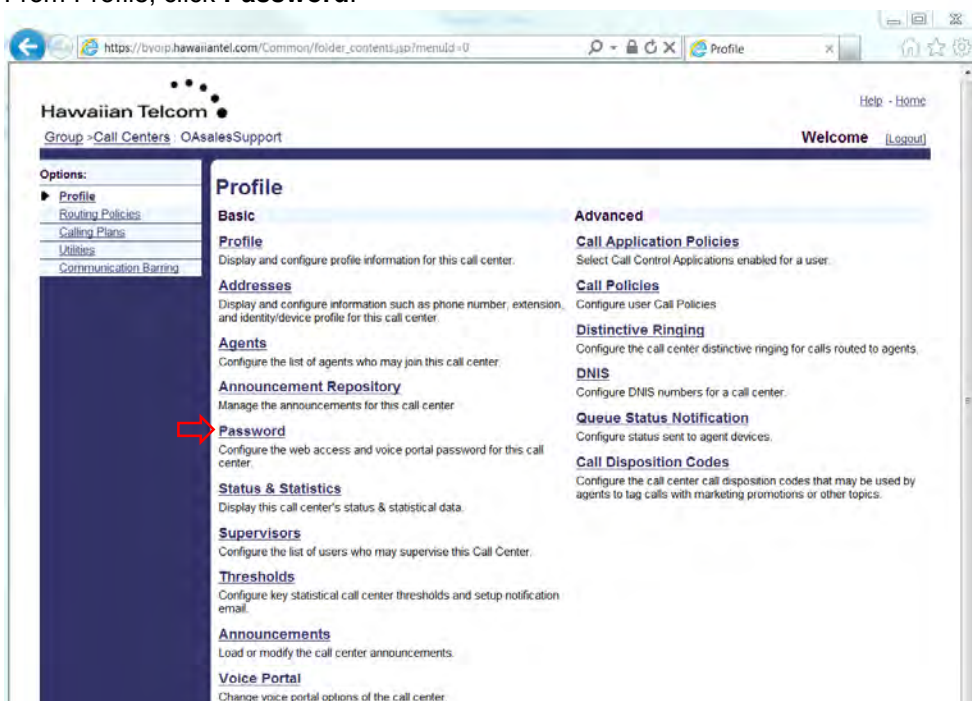 From Profile, click Password.
https://bvoip.hawaiiantel.com/Common/folder_contents.jsp?menuId=0
Profile
Hawaiian Telcom
Help - Home
Group >Call Centers : OAsalesSupport
Welcome [Logout]
Options:
Profile
Routing Policies
Calling Plans
Utilities
Communication Barring
Profile
Basic
Profile
Display and configure profile information for this call center.
Addresses
Display and configure information such as phone number, extension,
and identity/device profile for this call center.
Agents
Configure the list of agents who may join this call center.
Announcement Repository
Manage the announcements for this call center
Password
Configure the web access and voice portal password for this call
center.
Status & Statistics
Display this call center's status & statistical data.
Supervisors
Configure the list of users who may supervise this Call Center.
Thresholds
Configure key statistical call center thresholds and setup notification
email.
Announcements
Load or modify the call center announcements.
Voice Portal
Change voice portal options of the call center
Advanced
Call Application Policies
Select Call Control Applications enabled for a user.
Call Policies
Configure user Call Policies
Distinctive Ringing
Configure the call center distinctive ringing for calls routed to agents.
DNIS
Configure DNIS numbers for a call center.
Queue Status Notification
Configure status sent to agent devices.
Call Disposition Codes
Configure the call center call disposition codes that may be used by
agents to tag calls with marketing promotions or other topics.